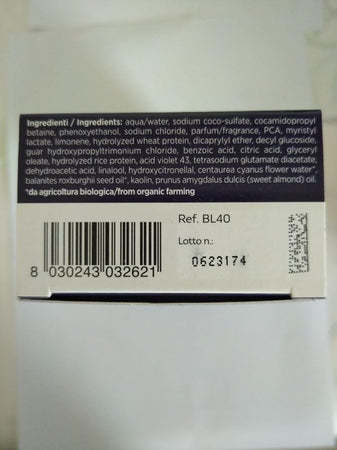 Ingredienti / Ingredients: aqua/water, sodium coco-sulfate, cocamidopropyl
betaine, phenoxyethanol, sodium chloride, parfum/fragrance, PCA, myristyl
lactate, limonene, hydrolyzed wheat protein, dicaprylyl ether, decyl glucoside,
guar hydroxypropyltrimonium chloride, benzoic acid, citric acid, glyceryl
oleate, hydrolyzed rice protein, acid violet 43, tetrasodium glutamate diacetate,
dehydroacetic acid, linalool, hydroxycitronellal, centaurea cyanus flower water*,
balanites roxburghii seed oil*, kaolin, prunus amygdalus dulcis (sweet almond) oil.
*da agricoltura biologica/from organic farming
Ref. BL40
Lotto n.:
0623174
8 030243 032621